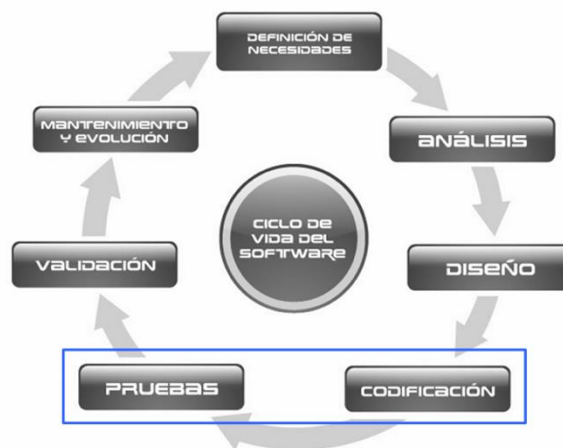 DEFINICIÓN DE
NECESIDADES
ANÁLISIS
DISEÑO
CODIFICACIÓN
PRUEBAS
VALIDACIÓN
MANTENIMIENTO
Y EVOLUCIÓN
CICLO DE
VIDA DEL
SOFTWARE